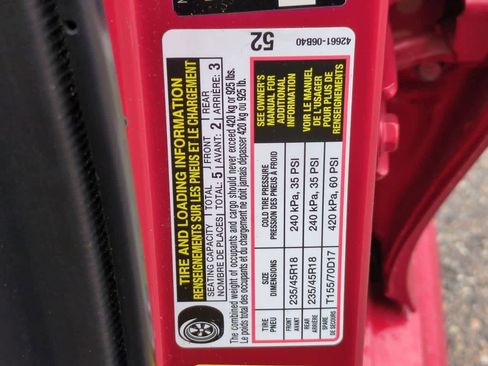 TIRE AND LOADING INFORMATION
RENSEIGNEMENTS SUR LES PNEUS ET LE CHARGEMENT
SEATING CAPACITY TOTAL: 5 FRONT 2 REAR 3
NOMBRE DE PLACES AVANT: ARRIÈRE:
The combined weight of occupants and cargo should never exceed 420 kg or 925 lbs.
Le poids total des occupants et du chargement ne doit jamais dépasser 420 kg ou 925 lb.
TIRE
PNEU
SIZE
DIMENSIONS
COLD TIRE PRESSURE
PRESSION DES PNEUS À FROID
FRONT
AVANT
235/45R18
240 kPa, 35 PSI
REAR
ARRIÈRE
235/45R18
240 kPa, 35 PSI
SPARE
DE SECOURS
T155/70D17
420 kPa, 60 PSI
SEE OWNER'S
MANUAL FOR
ADDITIONAL
INFORMATION
VOIR LE MANUEL
DE L'USAGER
POUR PLUS DE
RENSEIGNEMENTS
52
42661-06B40